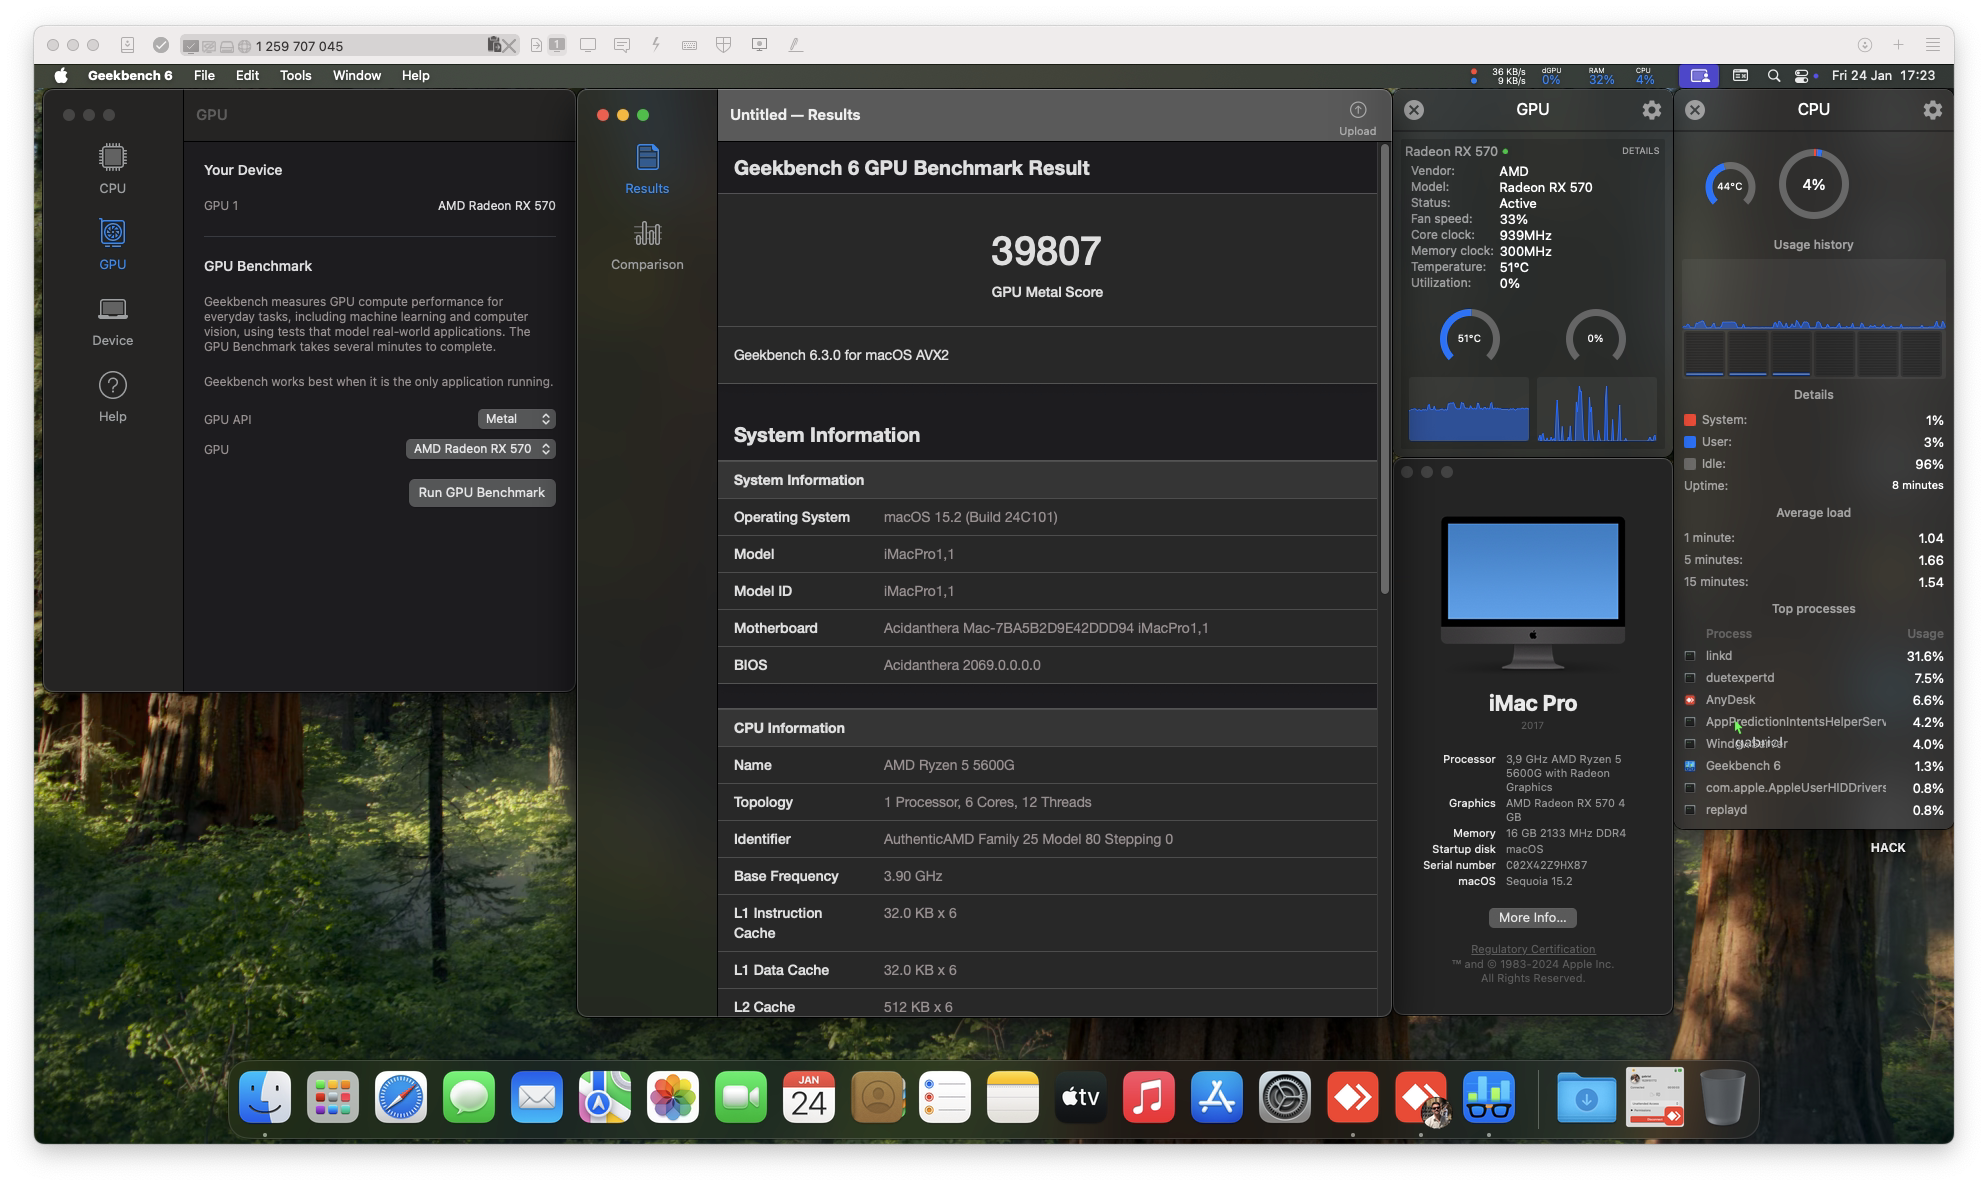 1 259 707 045
1
Geekbench 6 File Edit Tools Window Help
36 KB/s
9 KB/s
dGPU
0%
RAM
32%
CPU
4%
Fri 24 Jan 17:23
GPU
CPU
GPU
Device
Help
Your Device
GPU 1 AMD Radeon RX 570
GPU Benchmark
Geekbench measures GPU compute performance for
everyday tasks, including machine learning and computer
vision, using tests that model real-world applications. The
GPU Benchmark takes several minutes to complete.
Geekbench works best when it is the only application running.
GPU API Metal
GPU AMD Radeon RX 570
Run GPU Benchmark
Results
Comparison
Untitled — Results
Upload
Geekbench 6 GPU Benchmark Result
39807
GPU Metal Score
Geekbench 6.3.0 for macOS AVX2
System Information
System Information
Operating System macOS 15.2 (Build 24C101)
Model iMacPro1,1
Model ID iMacPro1,1
Motherboard Acidanthera Mac-7BA5B2D9E42DDD94 iMacPro1,1
BIOS Acidanthera 2069.0.0.0.0
CPU Information
Name AMD Ryzen 5 5600G
Topology 1 Processor, 6 Cores, 12 Threads
Identifier AuthenticAMD Family 25 Model 80 Stepping 0
Base Frequency 3.90 GHz
L1 Instruction
Cache
32.0 KB x 6
L1 Data Cache 32.0 KB x 6
L2 Cache 512 KB x 6
GPU
Radeon RX 570 DETAILS
Vendor: AMD
Model: Radeon RX 570
Status: Active
Fan speed: 33%
Core clock: 939MHz
Memory clock: 300MHz
Temperature: 51°C
Utilization: 0%
51°C 0%
iMac Pro
2017
Processor 3,9 GHz AMD Ryzen 5
5600G with Radeon
Graphics
Graphics AMD Radeon RX 570 4
GB
Memory 16 GB 2133 MHz DDR4
Startup disk macOS
Serial number C02X42Z9HX87
macOS Sequoia 15.2
More Info...
Regulatory Certification
™ and © 1983-2024 Apple Inc.
All Rights Reserved.
CPU
44°C 4%
Usage history
Details
System: 1%
User: 3%
Idle: 96%
Uptime: 8 minutes
Average load
1 minute: 1.04
5 minutes: 1.66
15 minutes: 1.54
Top processes
Process Usage
linkd 31.6%
duetexpertd 7.5%
AnyDesk 6.6%
AppPredictionIntentsHelperServ 4.2%
WindowServer 4.0%
gabriel
Geekbench 6 1.3%
com.apple.AppleUserHIDDrivers 0.8%
replayd 0.8%
HACK
JAN
24
tv